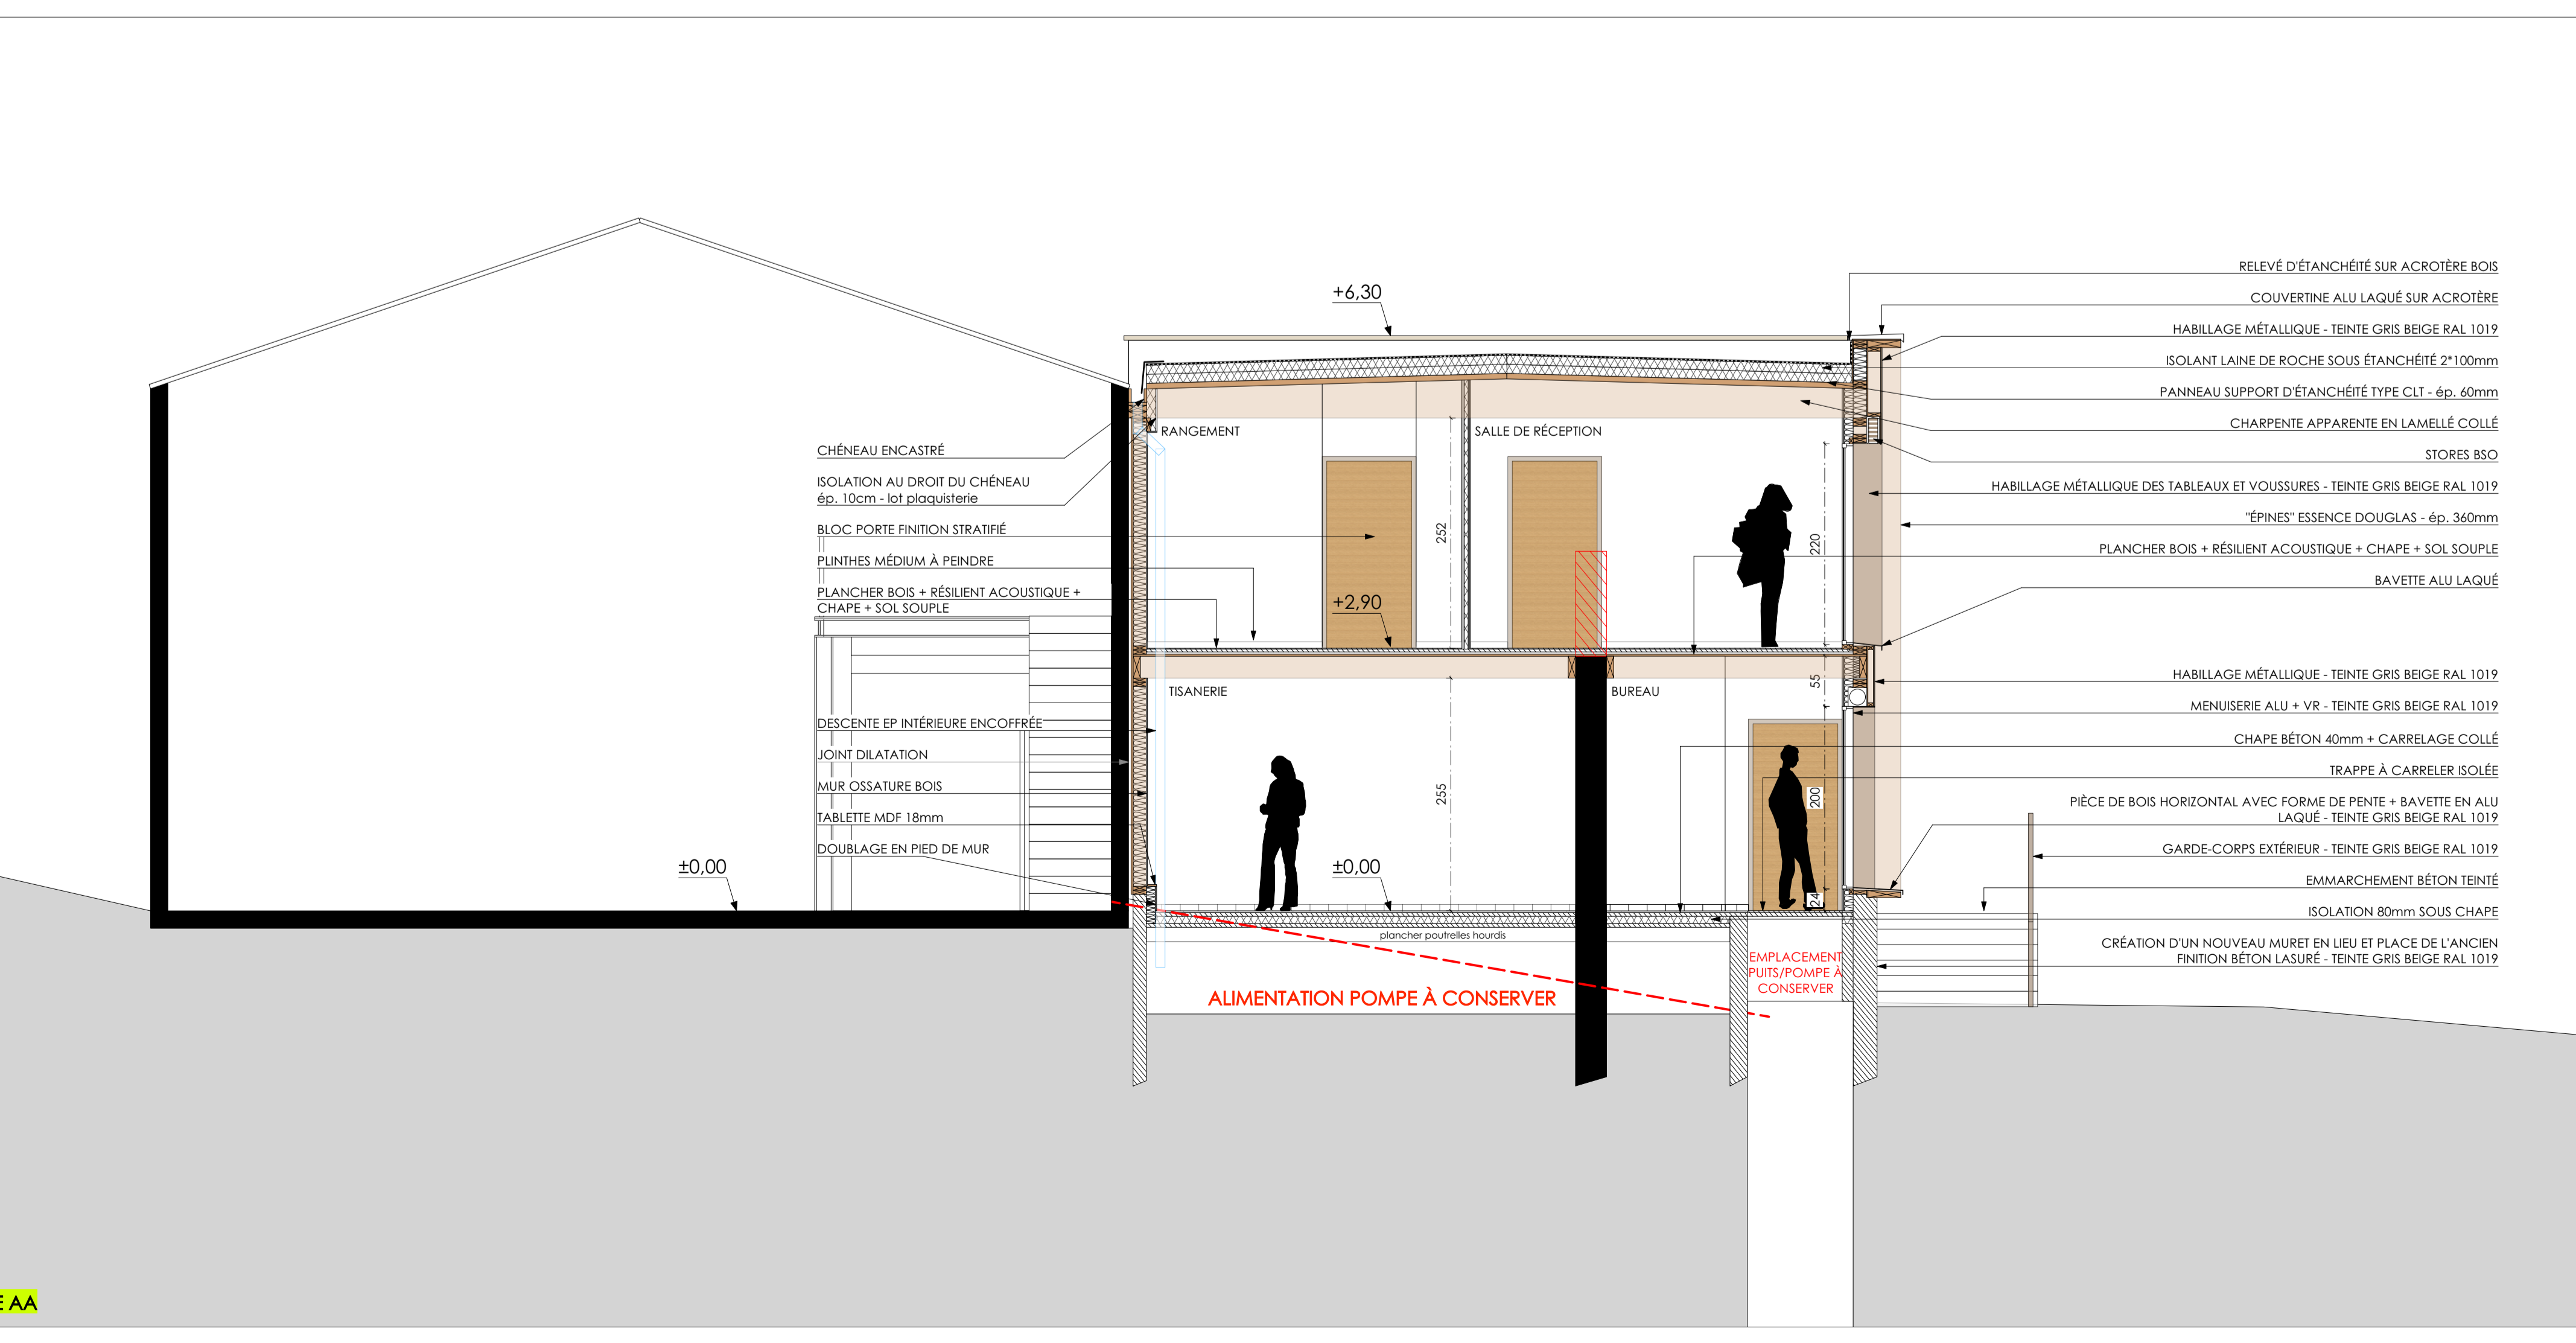 +6,30
RELEVÉ D'ÉTANCHÉITÉ SUR ACROTÈRE BOIS
COUVERTINE ALU LAQUÉ SUR ACROTÈRE
HABILLAGE MÉTALLIQUE - TEINTE GRIS BEIGE RAL 1019
ISOLANT LAINE DE ROCHE SOUS ÉTANCHÉITÉ 2*100mm
PANNEAU SUPPORT D'ÉTANCHÉITÉ TYPE CLT - ép. 60mm
CHARPENTE APPARENTE EN LAMELLÉ COLLÉ
STORES BSO
HABILLAGE MÉTALLIQUE DES TABLEAUX ET VOUSSURES - TEINTE GRIS BEIGE RAL 1019
"ÉPINES" ESSENCE DOUGLAS - ép. 360mm
PLANCHER BOIS + RÉSILIENT ACOUSTIQUE + CHAPE + SOL SOUPLE
BAVETTE ALU LAQUÉ
HABILLAGE MÉTALLIQUE - TEINTE GRIS BEIGE RAL 1019
MENUISERIE ALU + VR - TEINTE GRIS BEIGE RAL 1019
CHAPE BÉTON 40mm + CARRELAGE COLLÉ
TRAPPE À CARRELER ISOLÉE
PIÈCE DE BOIS HORIZONTAL AVEC FORME DE PENTE + BAVETTE EN ALU
LAQUÉ - TEINTE GRIS BEIGE RAL 1019
GARDE-CORPS EXTÉRIEUR - TEINTE GRIS BEIGE RAL 1019
EMMARCHEMENT BÉTON TEINTÉ
ISOLATION 80mm SOUS CHAPE
CRÉATION D'UN NOUVEAU MURET EN LIEU ET PLACE DE L'ANCIEN
FINITION BÉTON LASURÉ - TEINTE GRIS BEIGE RAL 1019
CHÉNEAU ENCASTRÉ
ISOLATION AU DROIT DU CHÉNEAU
ép. 10cm - lot plaquisterie
BLOC PORTE FINITION STRATIFIÉ
PLINTHES MÉDIUM À PEINDRE
PLANCHER BOIS + RÉSILIENT ACOUSTIQUE +
CHAPE + SOL SOUPLE
DESCENTE EP INTÉRIEURE ENCOFFRÉE
JOINT DILATATION
MUR OSSATURE BOIS
TABLETTE MDF 18mm
DOUBLAGE EN PIED DE MUR
RANGEMENT
SALLE DE RÉCEPTION
252
220
+2,90
TISANERIE
BUREAU
55
255
200
24
±0,00
±0,00
plancher poutrelles hourdis
ALIMENTATION POMPE À CONSERVER
EMPLACEMENT
PUITS/POMPE À
CONSERVER
E AA